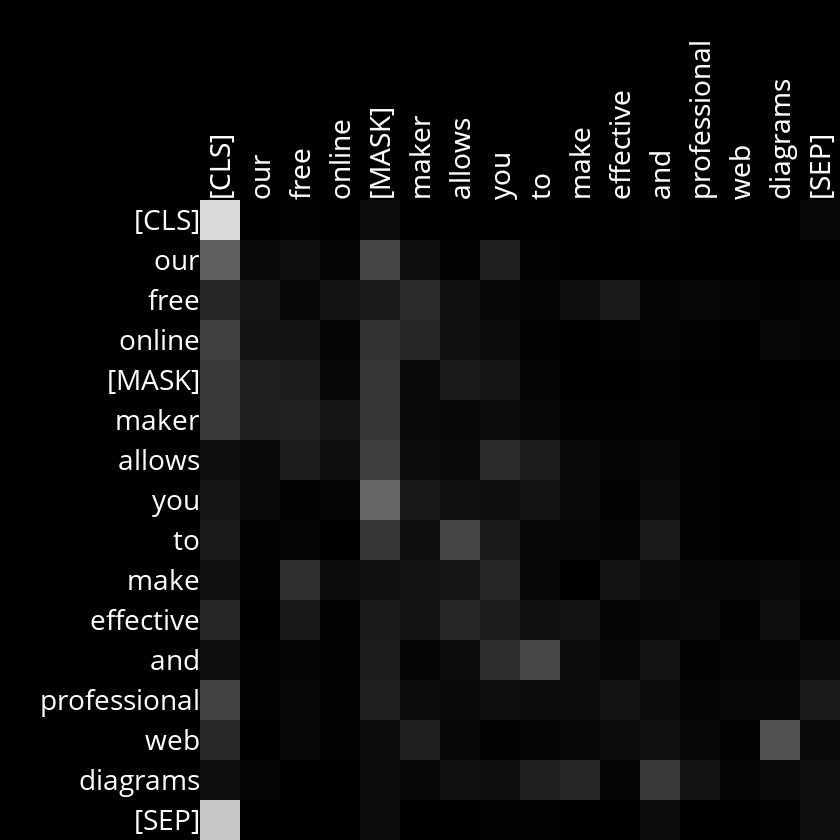 [CLS] our free online [MASK] maker allows you to make effective and professional web diagrams [SEP]
[CLS]
our
free
online
[MASK]
maker
allows
you
to
make
effective
and
professional
web
diagrams
[SEP]